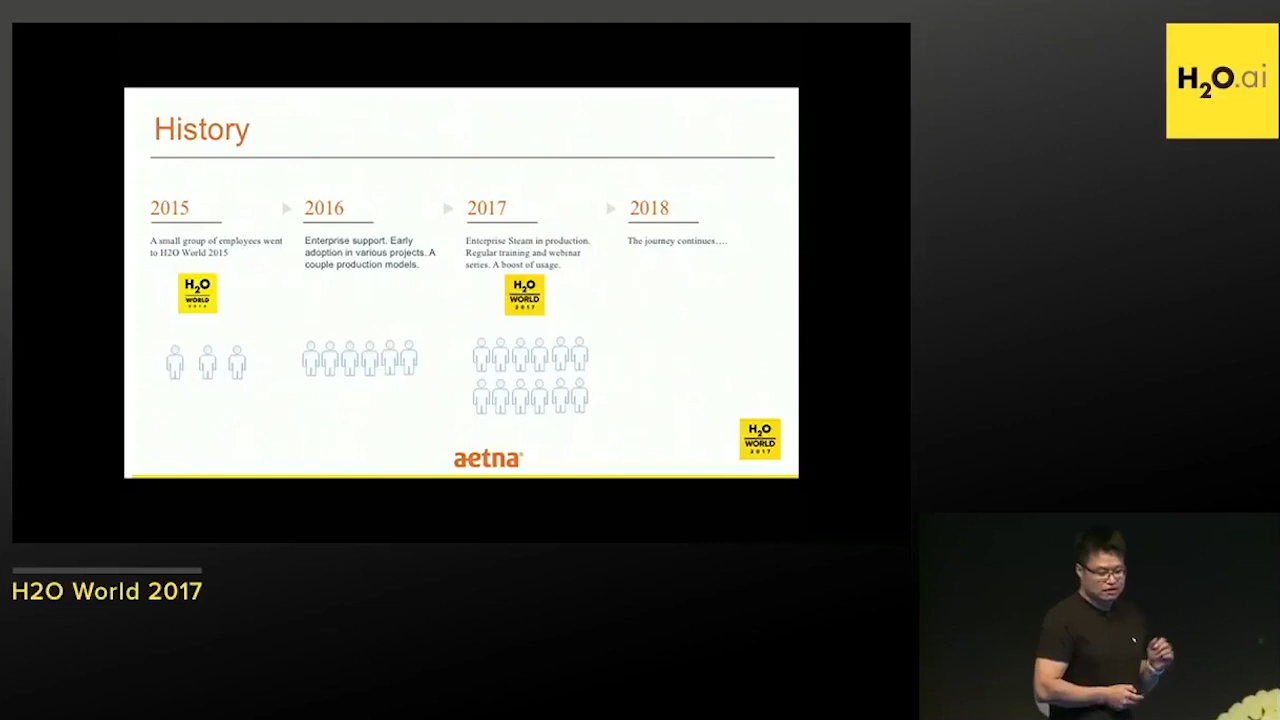 H2O.ai
History
2015
2016
2017
2018
A small group of employees went
to H2O World 2015
Enterprise support. Early
adoption in various projects. A
couple production models.
Enterprise Steam in production.
Regular training and webinar
series. A boost of usage.
The journey continues….
H2O
WORLD
H2O
WORLD
2017
H2O
WORLD
2017
aetna®
H2O World 2017